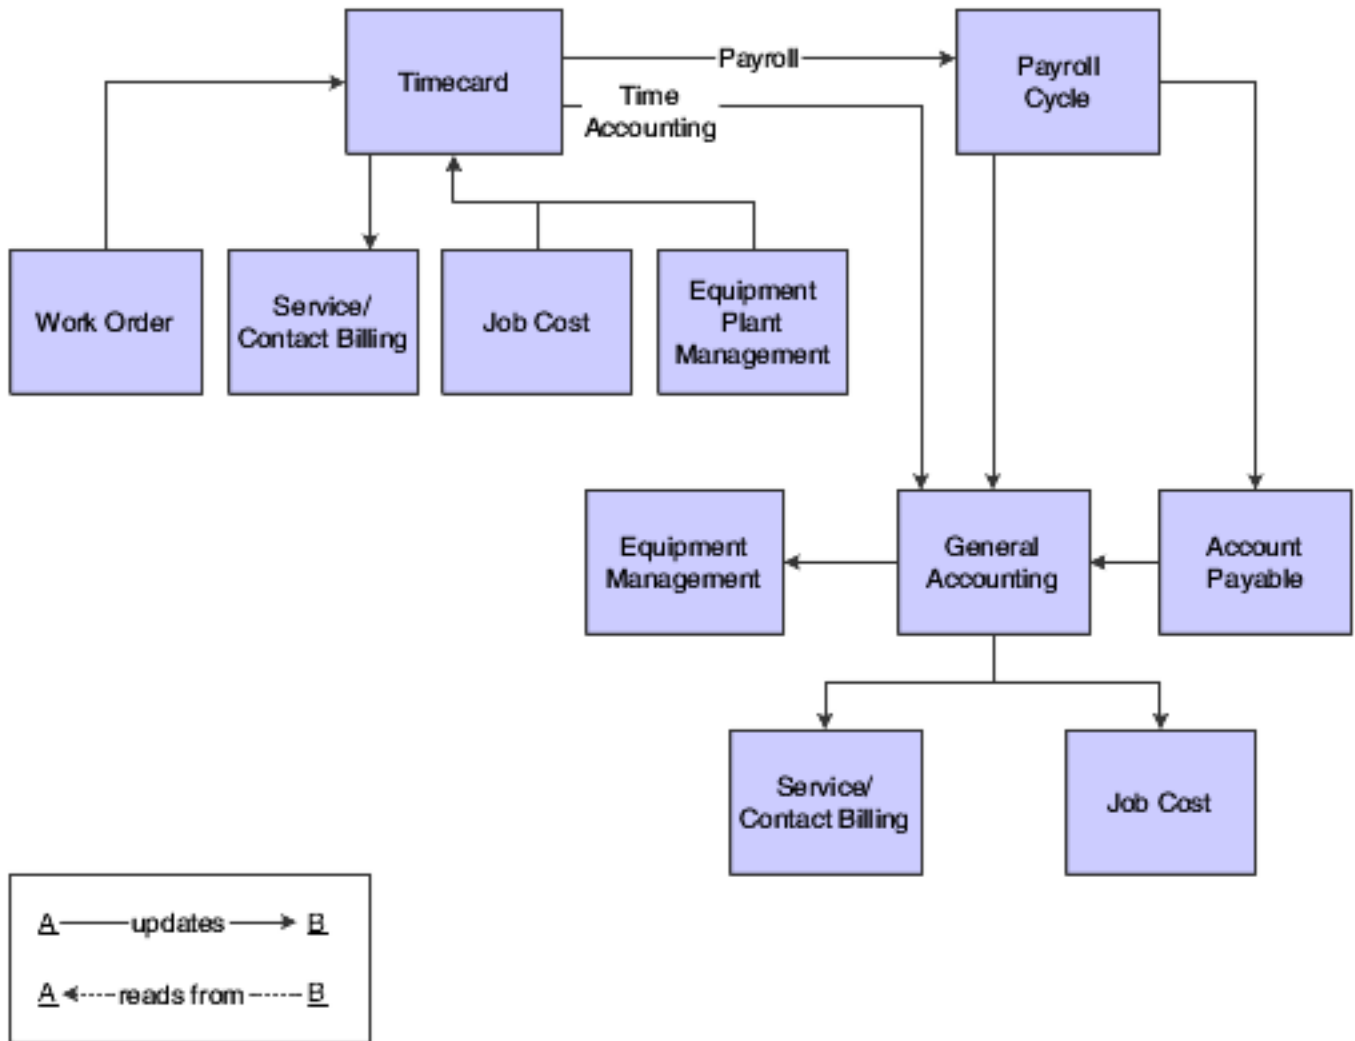 Timecard
Payroll
Payroll
Cycle
Time
Accounting
Work Order
Service/
Contact Billing
Job Cost
Equipment
Plant
Management
Equipment
Management
General
Accounting
Account
Payable
Service/
Contact Billing
Job Cost
A updates B
A reads from B